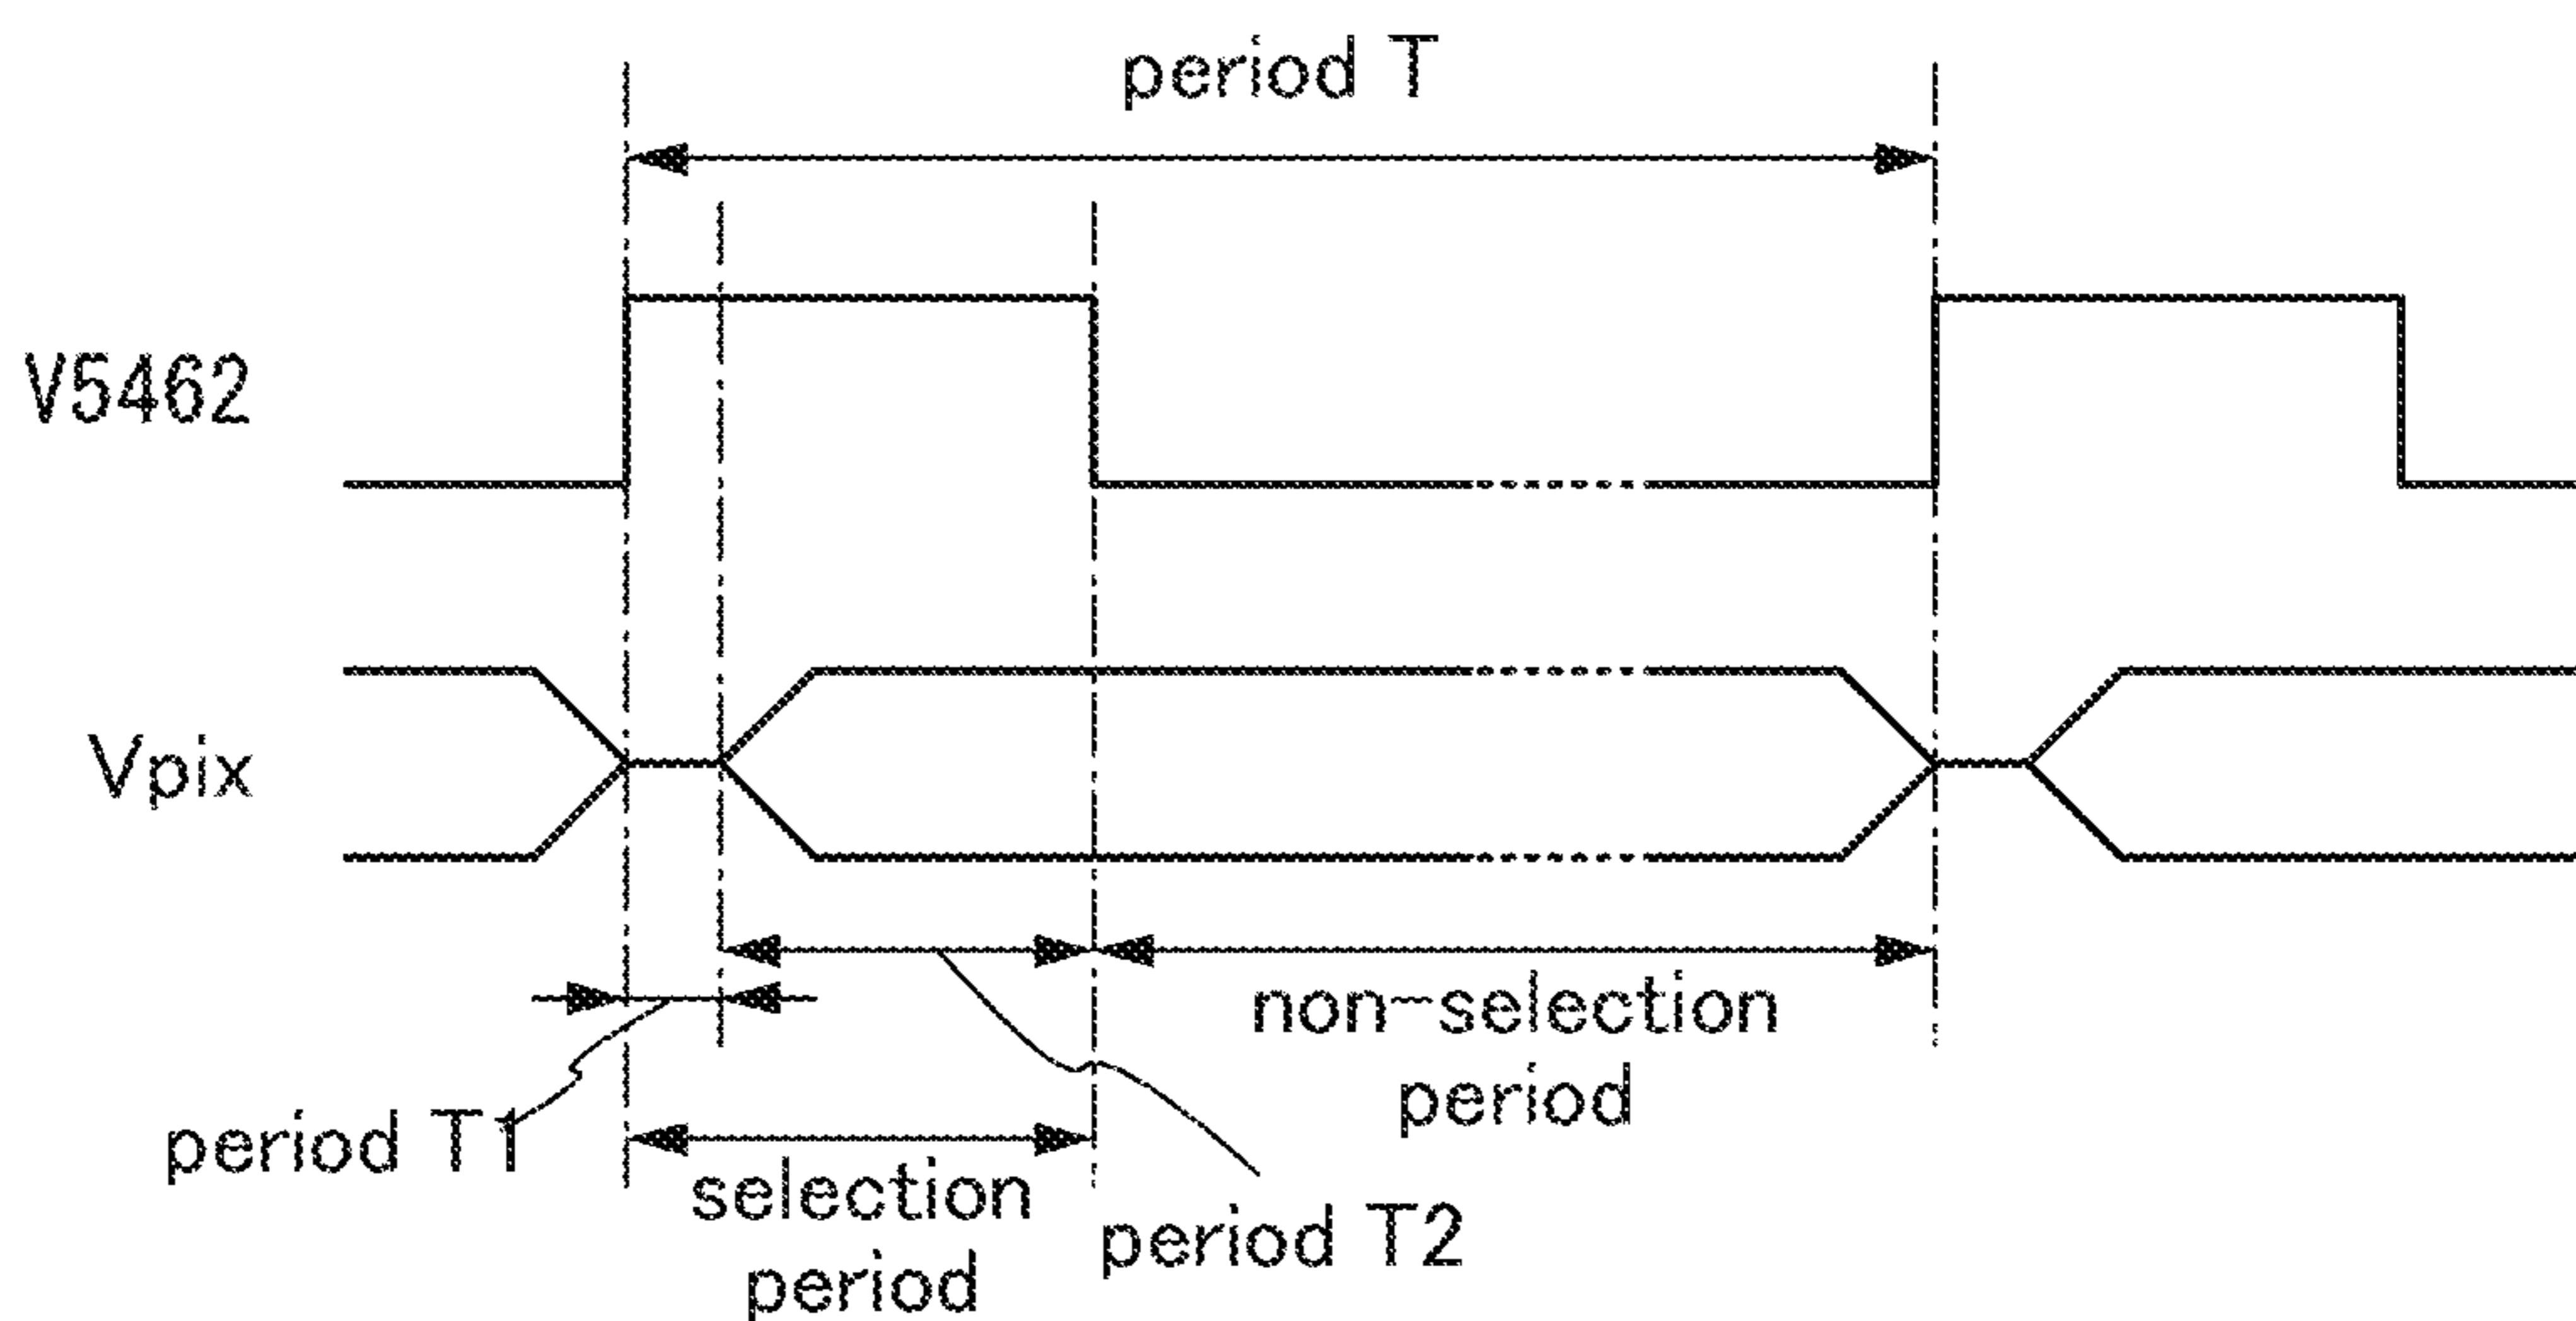 period T
V5462
Vpix
non-selection
period
period T1
selection
period
period T2